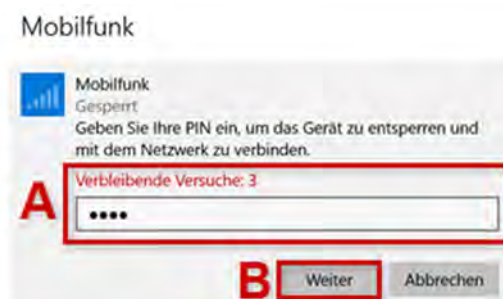 Mobilfunk
Mobilfunk
Gesperrt
Geben Sie Ihre PIN ein, um das Gerät zu entsperren und
mit dem Netzwerk zu verbinden.
A
Verbleibende Versuche: 3
••••
B
Weiter
Abbrechen